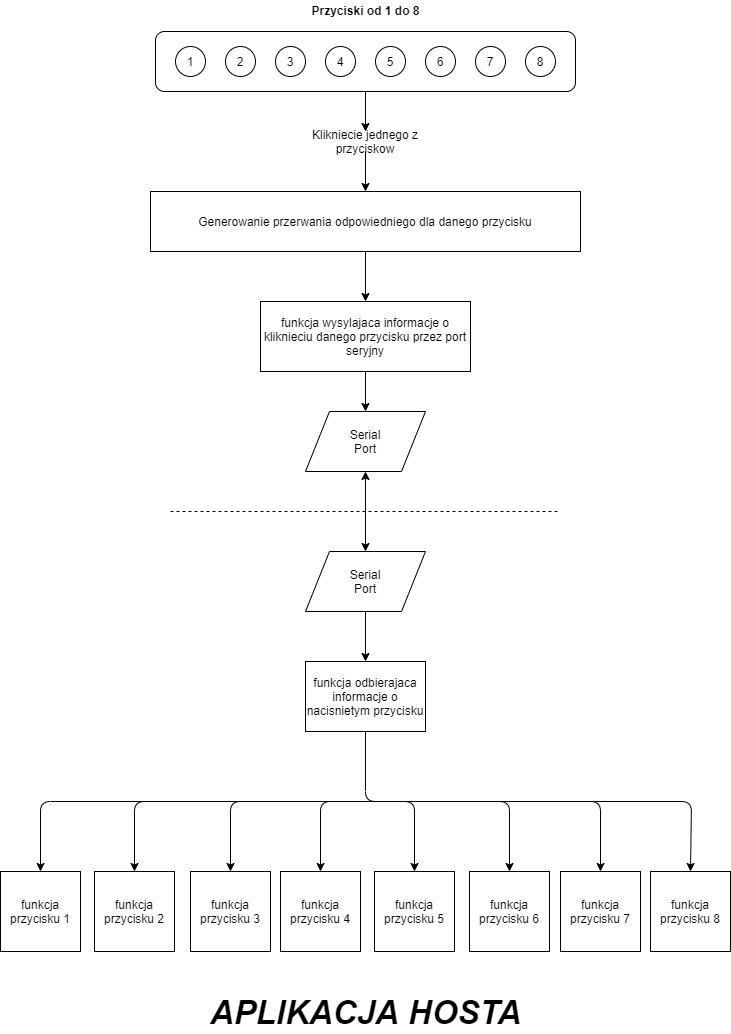 Przyciski od 1 do 8
1 2 3 4 5 6 7 8
Klikniecie jednego z
przyciskow
Generowanie przerwania odpowiedniego dla danego przycisku
funkcja wysylajaca informacje o
kliknieciu danego przycisku przez port
seryjny
Serial
Port
Serial
Port
funkcja odbierajaca
informacje o
nacisnietym przycisku
funkcja
przycisku 1
funkcja
przycisku 2
funkcja
przycisku 3
funkcja
przycisku 4
funkcja
przycisku 5
funkcja
przycisku 6
funkcja
przycisku 7
funkcja
przycisku 8
APLIKACJA HOSTA